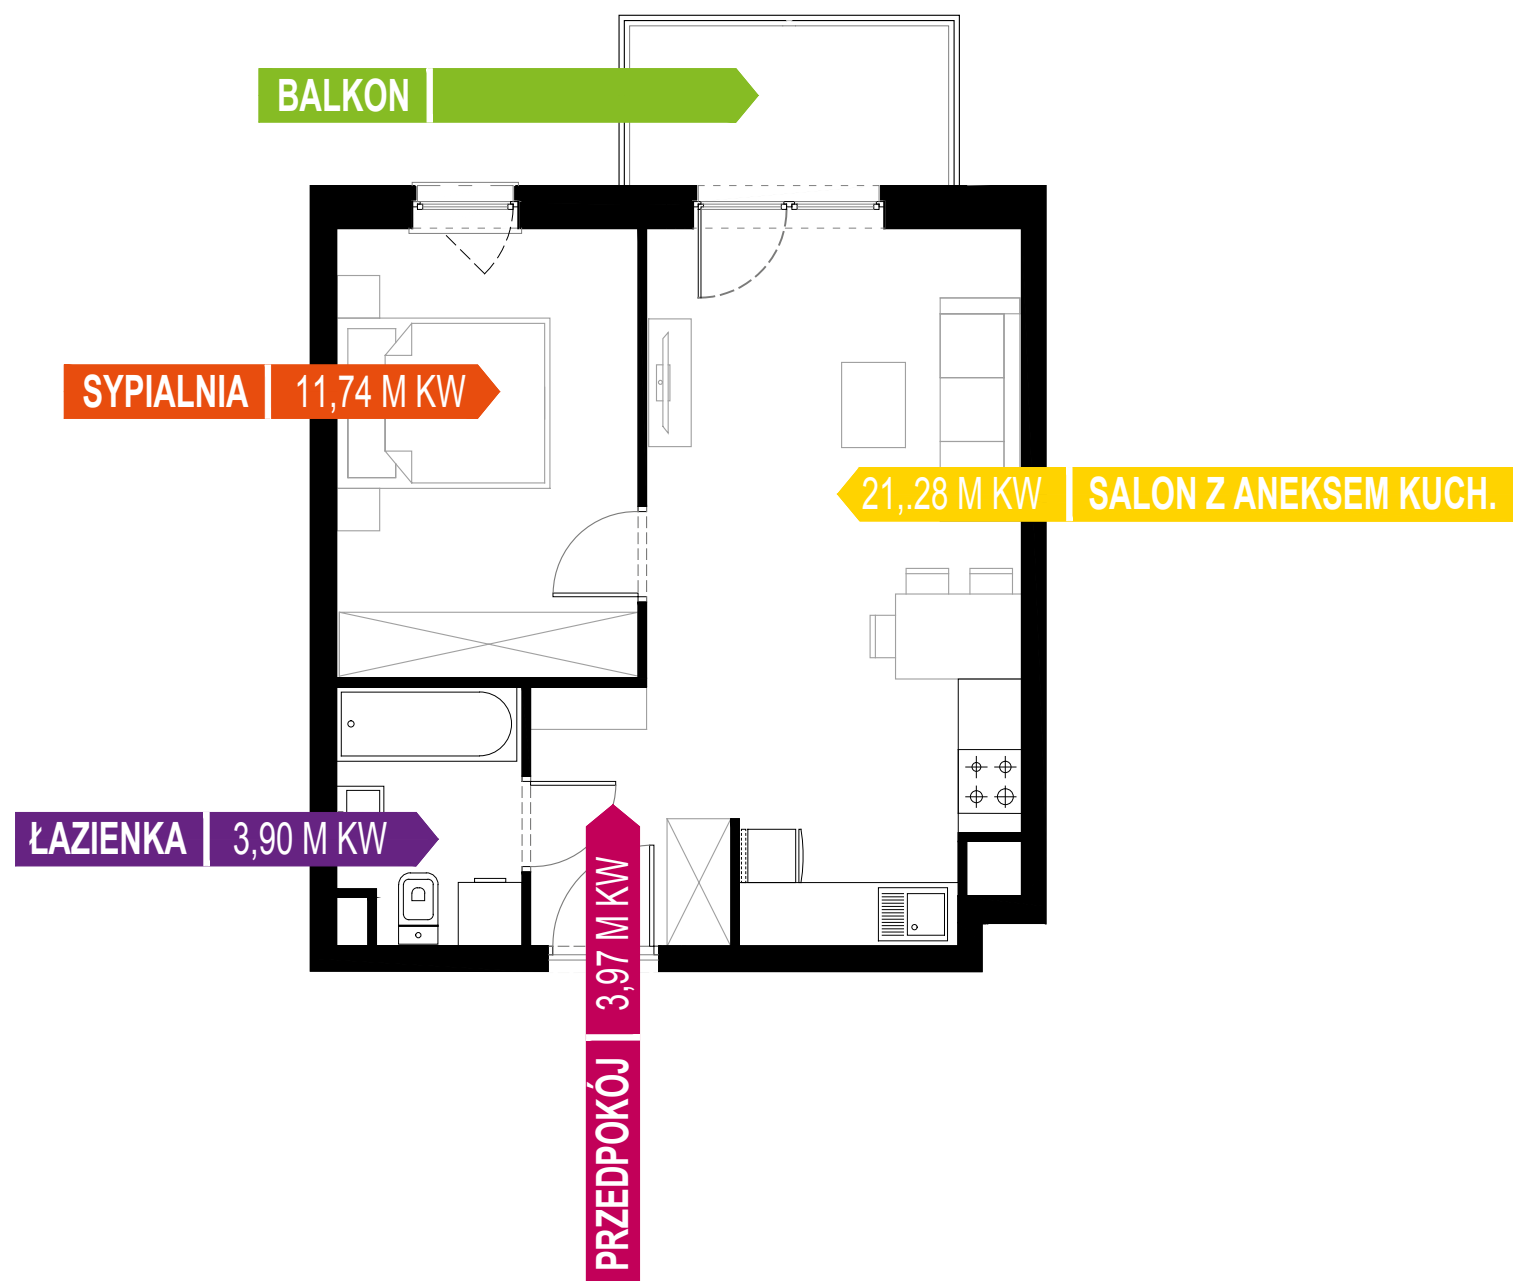 BALKON
SYPIALNIA 11,74 M KW
21,.28 M KW SALON Z ANEKSEM KUCH.
ŁAZIENKA 3,90 M KW
PRZEDPOKÓJ 3,97 M KW